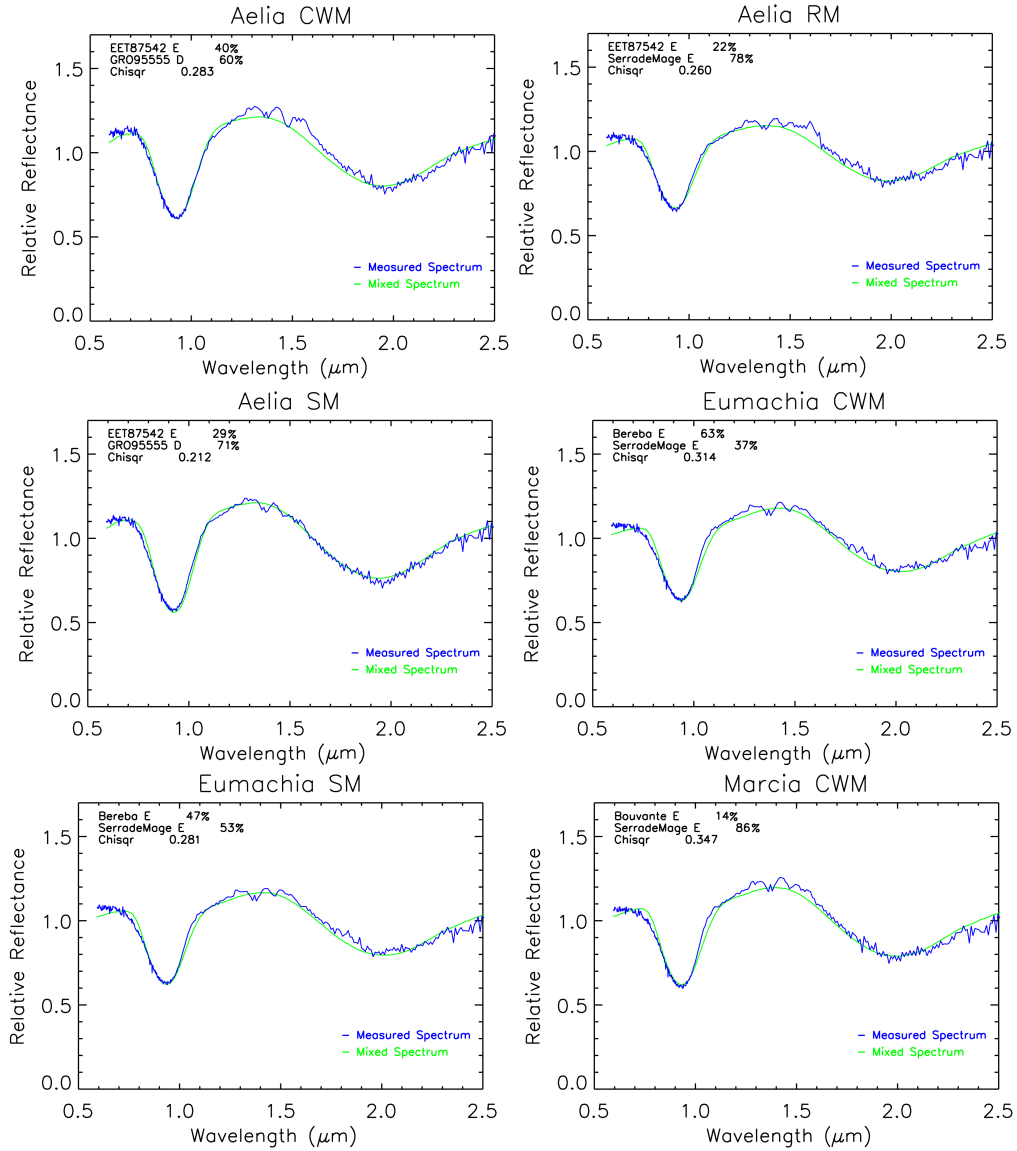 Aelia CWM
EET87542 E 40%
GRO95555 D 60%
Chisqr 0.283
1.5
1.0
0.5
0.0
Relative Reflectance
– Measured Spectrum
– Mixed Spectrum
0.5 1.0 1.5 2.0 2.5
Wavelength (μm)
Aelia RM
EET87542 E 22%
SerradeMage E 78%
Chisqr 0.260
1.5
1.0
0.5
0.0
Relative Reflectance
– Measured Spectrum
– Mixed Spectrum
0.5 1.0 1.5 2.0 2.5
Wavelength (μm)
Aelia SM
EET87542 E 29%
GRO95555 D 71%
Chisqr 0.212
1.5
1.0
0.5
0.0
Relative Reflectance
– Measured Spectrum
– Mixed Spectrum
0.5 1.0 1.5 2.0 2.5
Wavelength (μm)
Eumachia CWM
Bereba E 63%
SerradeMage E 37%
Chisqr 0.314
1.5
1.0
0.5
0.0
Relative Reflectance
– Measured Spectrum
– Mixed Spectrum
0.5 1.0 1.5 2.0 2.5
Wavelength (μm)
Eumachia SM
Bereba E 47%
SerradeMage E 53%
Chisqr 0.281
1.5
1.0
0.5
0.0
Relative Reflectance
– Measured Spectrum
– Mixed Spectrum
0.5 1.0 1.5 2.0 2.5
Wavelength (μm)
Marcia CWM
Bouvante E 14%
SerradeMage E 86%
Chisqr 0.347
1.5
1.0
0.5
0.0
Relative Reflectance
– Measured Spectrum
– Mixed Spectrum
0.5 1.0 1.5 2.0 2.5
Wavelength (μm)